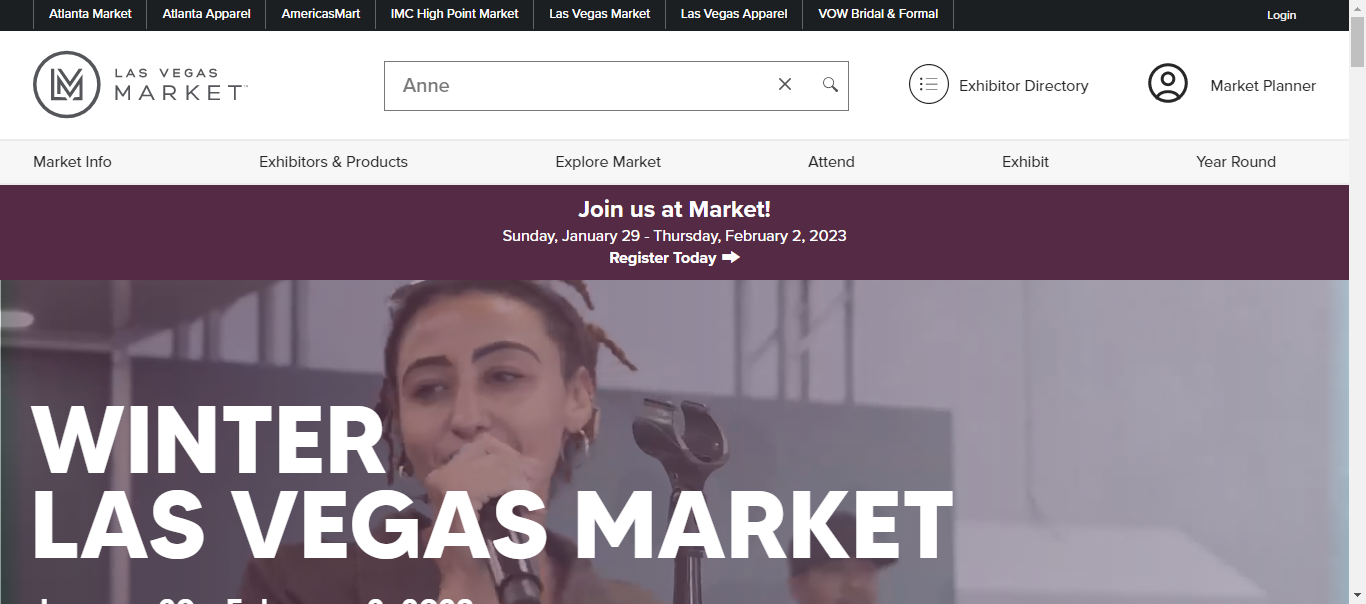 Atlanta Market
Atlanta Apparel
AmericasMart
IMC High Point Market
Las Vegas Market
Las Vegas Apparel
VOW Bridal & Formal
Login
LAS VEGAS
MARKET
Anne
Exhibitor Directory
Market Planner
Market Info
Exhibitors & Products
Explore Market
Attend
Exhibit
Year Round
Join us at Market!
Sunday, January 29 - Thursday, February 2, 2023
Register Today
WINTER
LAS VEGAS MARKET